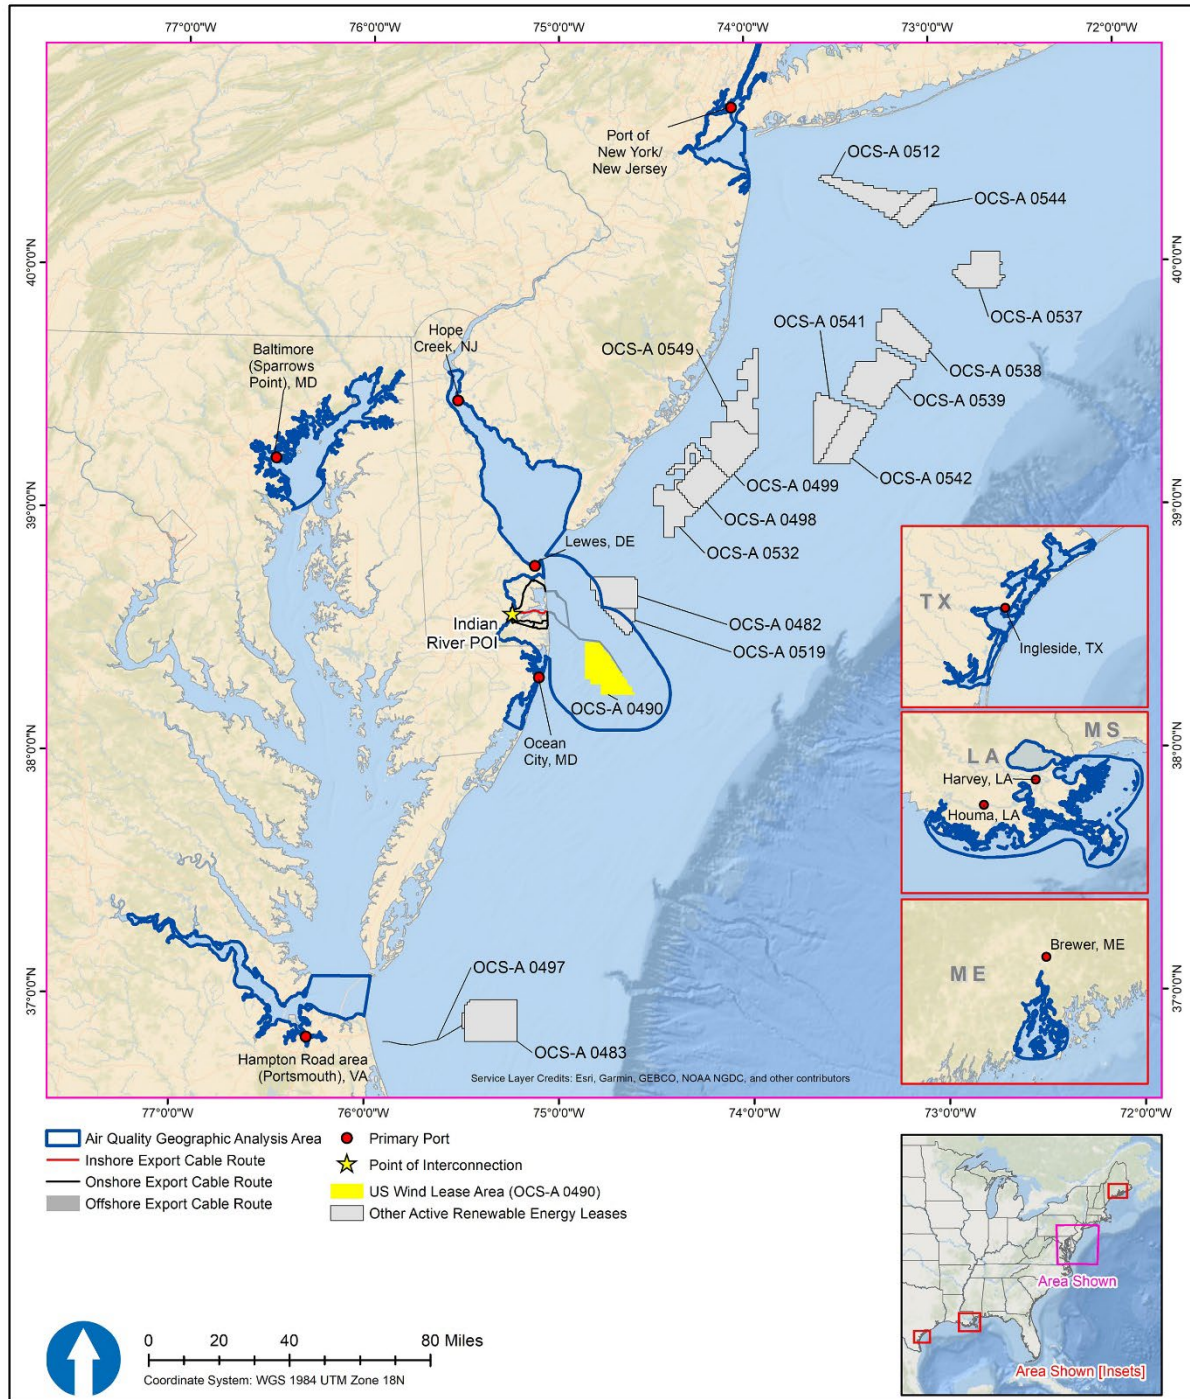 77°0'0"W
76°0'0"W
75°0'0"W
74°0'0"W
73°0'0"W
72°0'0"W
40°0'0"N
39°0'0"N
38°0'0"N
37°0'0"N
40°0'0"N
39°0'0"N
38°0'0"N
37°0'0"N
Port of
New York/
New Jersey
OCS-A 0512
OCS-A 0544
OCS-A 0537
OCS-A 0541
OCS-A 0549
OCS-A 0538
OCS-A 0539
Hope
Creek, NJ
Baltimore
(Sparrows
Point), MD
OCS-A 0499
OCS-A 0542
OCS-A 0498
OCS-A 0532
Lewes, DE
Indian
River POI
OCS-A 0482
OCS-A 0519
OCS-A 0490
Ocean
City, MD
TX
Ingleside, TX
MS
LA
Harvey, LA
Houma, LA
Brewer, ME
ME
OCS-A 0497
OCS-A 0483
Hampton Road area
(Portsmouth), VA
Service Layer Credits: Esri, Garmin, GEBCO, NOAA NGDC, and other contributors
77°0'0"W
76°0'0"W
75°0'0"W
74°0'0"W
73°0'0"W
72°0'0"W
Air Quality Geographic Analysis Area
Inshore Export Cable Route
Onshore Export Cable Route
Offshore Export Cable Route
Primary Port
Point of Interconnection
US Wind Lease Area (OCS-A 0490)
Other Active Renewable Energy Leases
Area Shown
Area Shown [Insets]
0 20 40 80 Miles
Coordinate System: WGS 1984 UTM Zone 18N